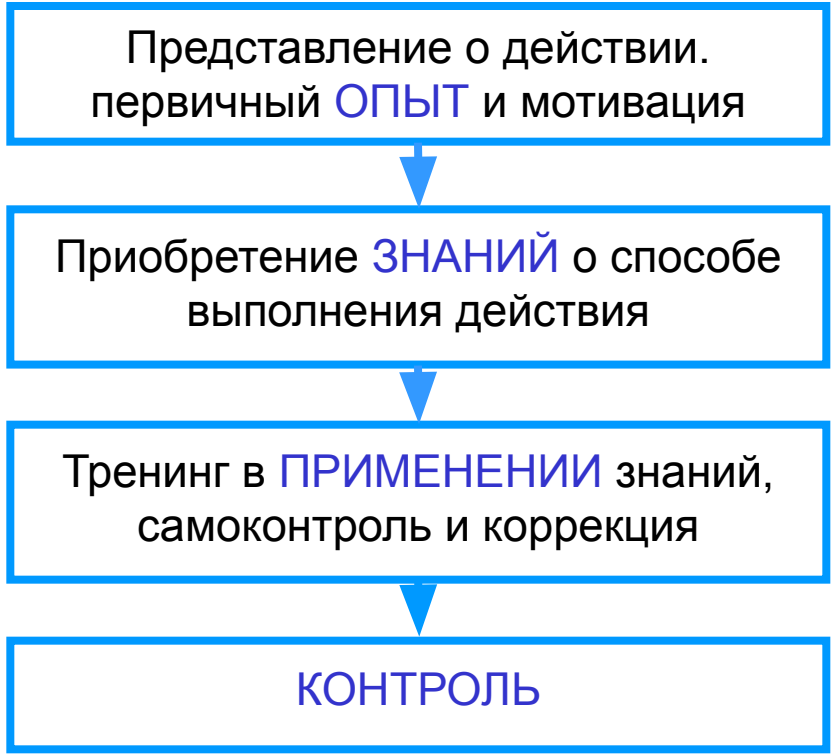 Представление о действии.
первичный ОПЫТ и мотивация
Приобретение ЗНАНИЙ о способе
выполнения действия
Тренинг в ПРИМЕНЕНИИ знаний,
самоконтроль и коррекция
КОНТРОЛЬ